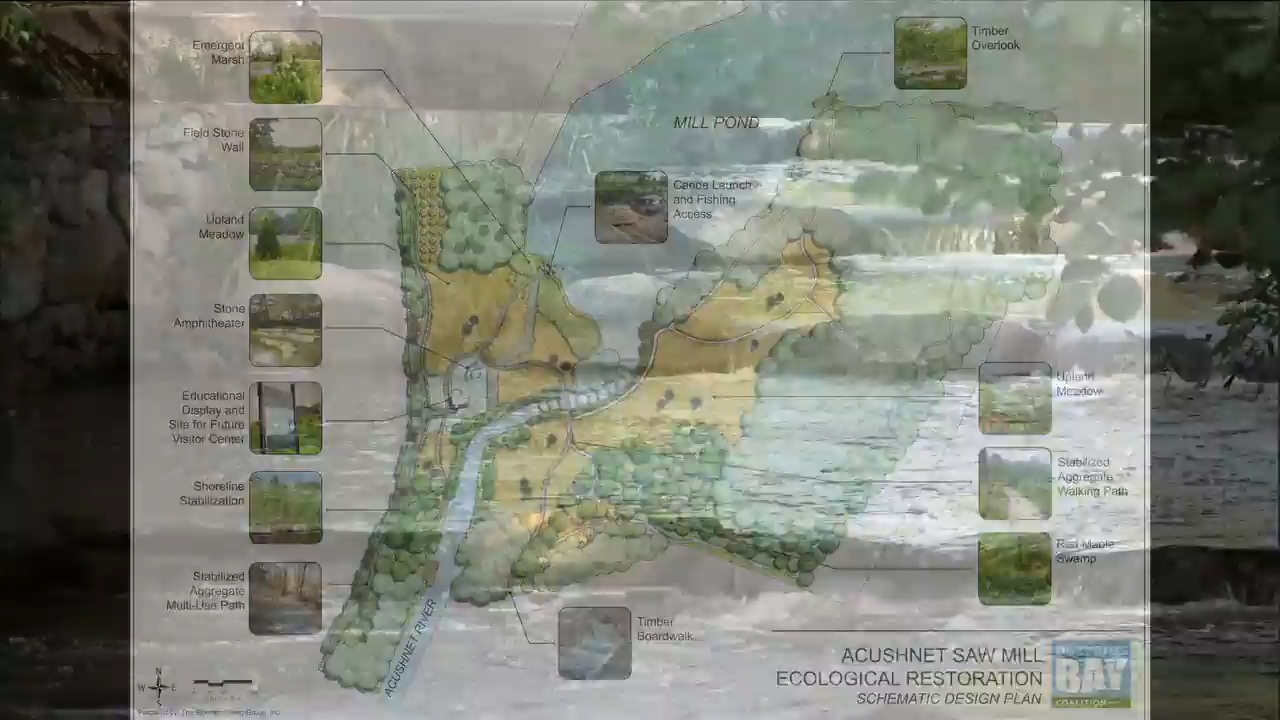 Emergent
Marsh
Field Stone
Wall
Upland
Meadow
Stone
Amphitheater
Educational
Display and
Site for Future
Visitor Center
Shoreline
Stabilization
Stabilized
Aggregate
Multi-Use Path
MILL POND
Canoe Launch
and Fishing
Access
Timber
Overlook
Upland
Meadow
Stabilized
Aggregate
Walking Path
Red Maple
Swamp
Timber
Boardwalk
ACUSHNET RIVER
N
W E
ACUSHNET SAW MILL
ECOLOGICAL RESTORATION
SCHEMATIC DESIGN PLAN
BAY
COALITION